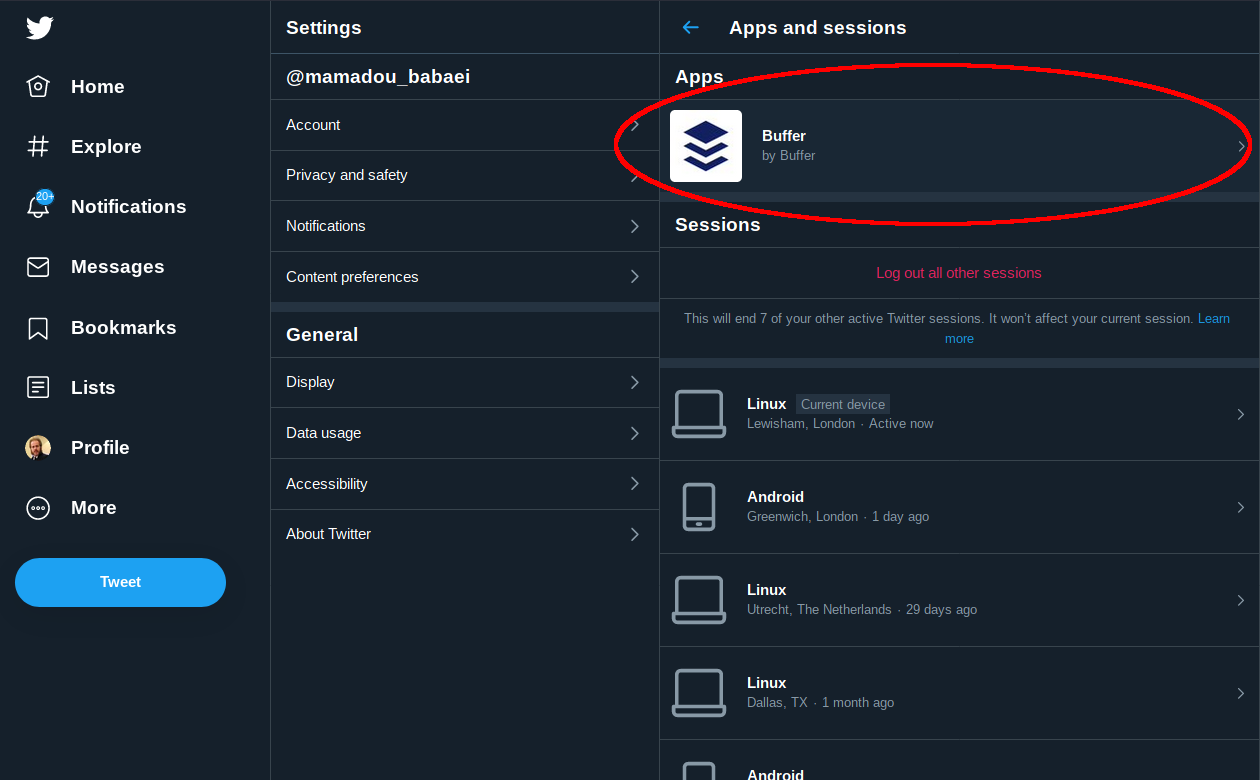 Home
Explore
20+
Notifications
Messages
Bookmarks
Lists
Profile
More
Tweet
Settings
@mamadou_babaei
Account
Privacy and safety
Notifications
Content preferences
General
Display
Data usage
Accessibility
About Twitter
Apps and sessions
Apps
Buffer
by Buffer
Sessions
Log out all other sessions
This will end 7 of your other active Twitter sessions. It won’t affect your current session. Learn
more
Linux Current device
Lewisham, London · Active now
Android
Greenwich, London · 1 day ago
Linux
Utrecht, The Netherlands · 29 days ago
Linux
Dallas, TX · 1 month ago
Android